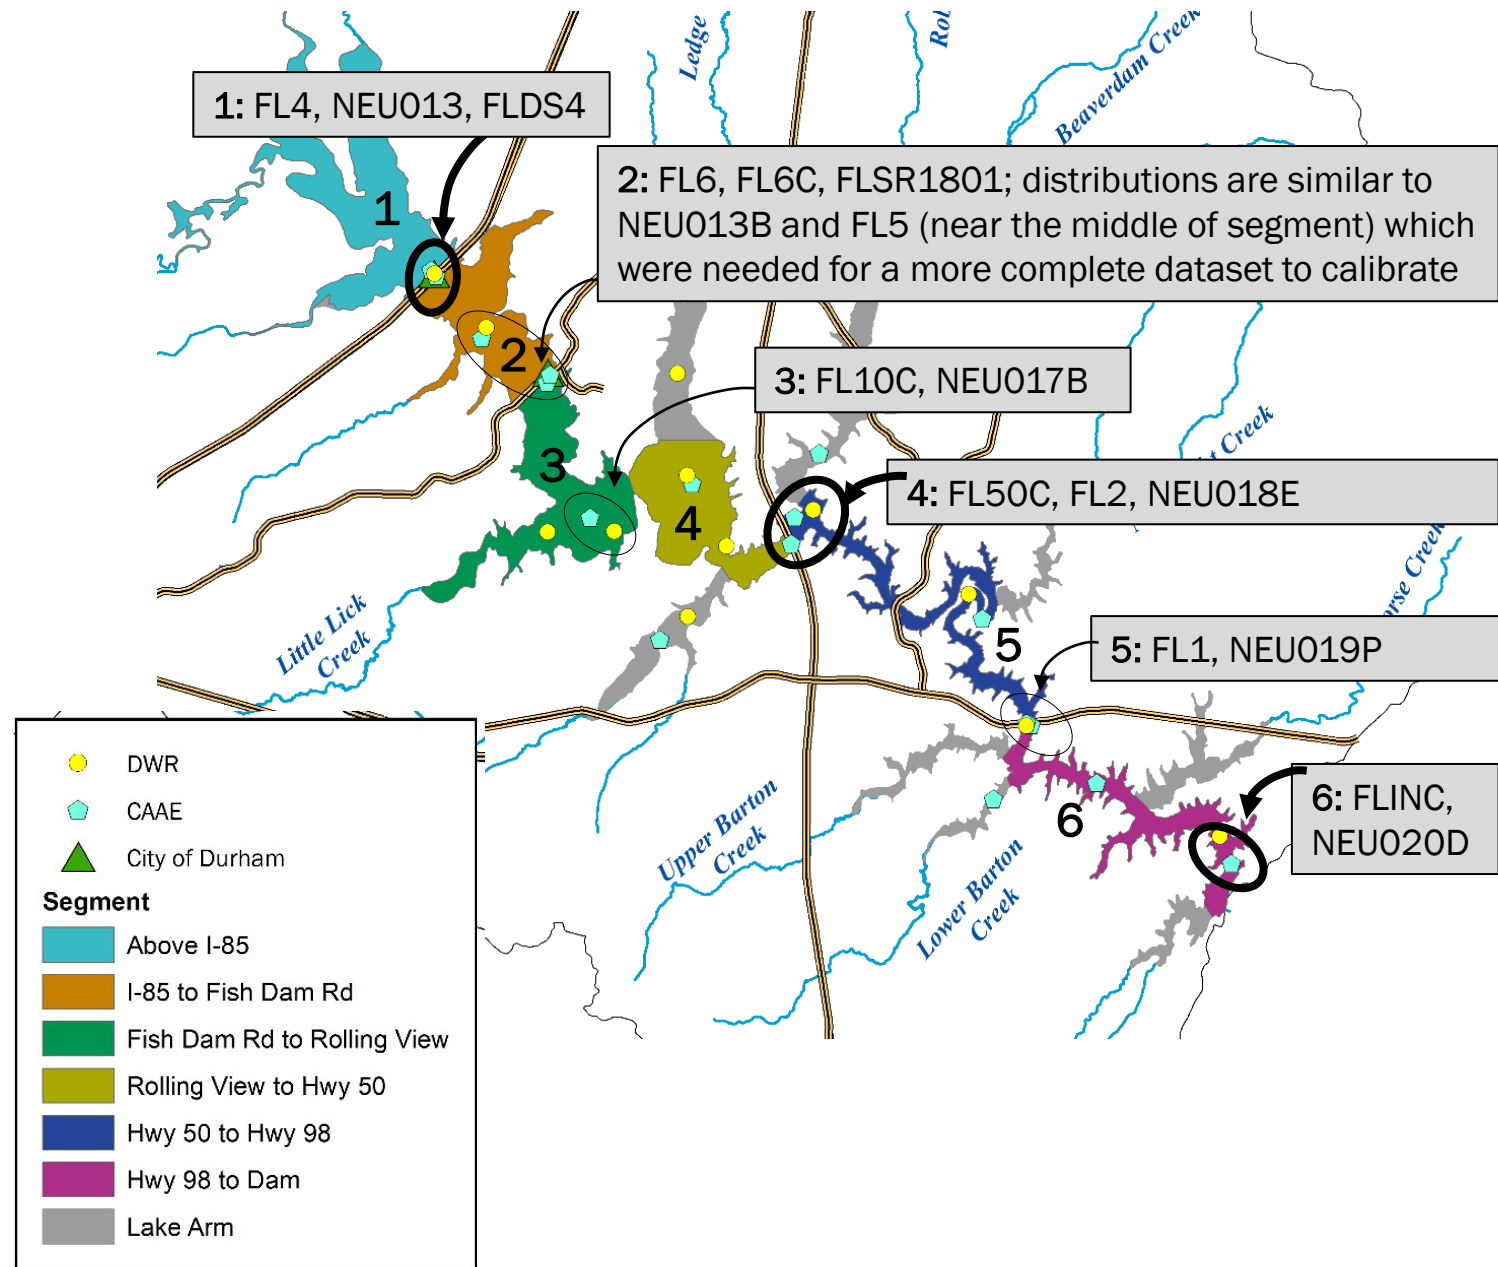 Ledge
Rol
Beaverdam Creek
1: FL4, NEU013, FLDS4
2: FL6, FL6C, FLSR1801; distributions are similar to
NEU013B and FL5 (near the middle of segment) which
were needed for a more complete dataset to calibrate
1
2
3: FL10C, NEU017B
3
4
Creek
4: FL50C, FL2, NEU018E
orse Creek
Little Lick
Creek
5
5: FL1, NEU019P
6
6: FLINC,
NEU020D
Upper Barton
Creek
Lower Barton
Creek
DWR
CAAE
City of Durham
Segment
Above I-85
I-85 to Fish Dam Rd
Fish Dam Rd to Rolling View
Rolling View to Hwy 50
Hwy 50 to Hwy 98
Hwy 98 to Dam
Lake Arm